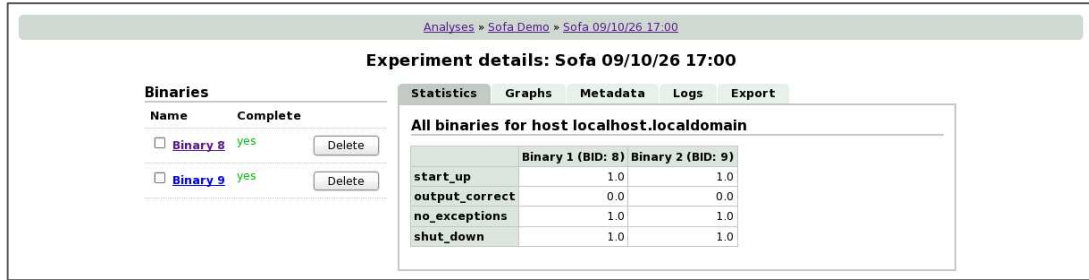 Analyses » Sofa Demo » Sofa 09/10/26 17:00
Experiment details: Sofa 09/10/26 17:00
Binaries
Name Complete
Binary 8 yes Delete
Binary 9 yes Delete
Statistics Graphs Metadata Logs Export
All binaries for host localhost.localdomain
Binary 1 (BID: 8) Binary 2 (BID: 9)
start_up 1.0 1.0
output_correct 0.0 0.0
no_exceptions 1.0 1.0
shut_down 1.0 1.0